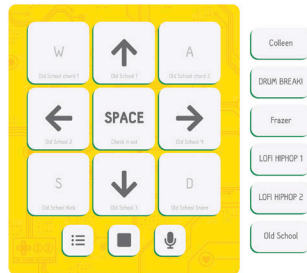 W
A
Old School chord 1
Old School 1
Old School chord 2
SPACE
Old School 2
Check it out
Old School 4
S
D
Old School Kick
Old School 3
Old School Snare
Colleen
DRUM BREAK!
Frazer
LOFI HIPHOP 1
LOFI HIPHOP 2
Old School